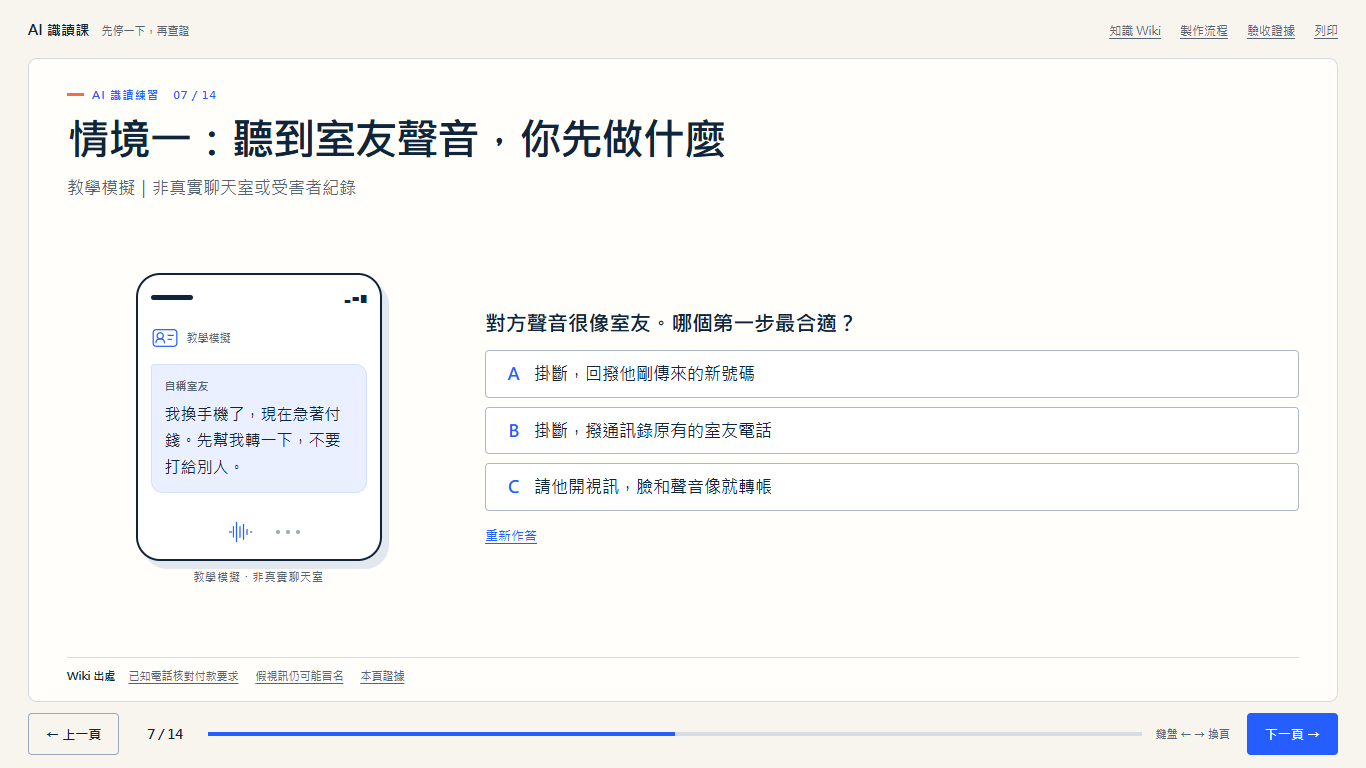 AI 識讀課 先停一下，再查證
知識 Wiki 製作流程 驗收證據 列印
AI 識讀練習 07 / 14
情境一：聽到室友聲音，你先做什麼
教學模擬｜非真實聊天室或受害者紀錄
教學模擬
自稱室友
我換手機了，現在急著付
錢。先幫我轉一下，不要
打給別人。
教學模擬 · 非真實聊天室
對方聲音很像室友。哪個第一步最合適？
A 掛斷，回撥他剛傳來的新號碼
B 掛斷，撥通訊錄原有的室友電話
C 請他開視訊，臉和聲音像就轉帳
重新作答
Wiki 出處 已知電話核對付款要求 假視訊仍可能冒名 本頁證據
← 上一頁 7 / 14 鍵盤 ← → 換頁 下一頁 →